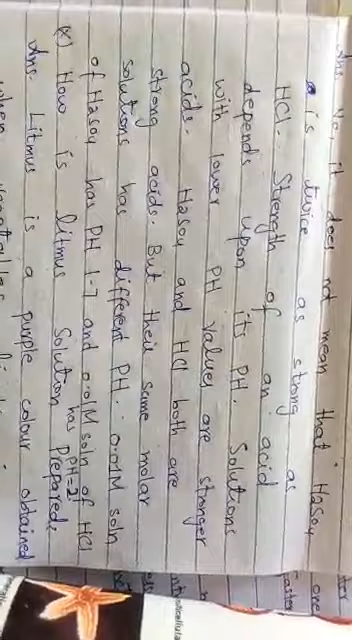 Ans. No, it does not mean that H2SO4
is twice as strong as
HCl. Strength of an acid
depends upon its PH. Solutions
with lower PH values are stronger
acids. H2SO4 and HCl both are
strong acids. But their same molar
solutions has different PH. 0.01M soln
of H2SO4 has PH 1.7 and 0.01M soln of HCl
has PH=2.
(x) How is litmus solution prepared?
Ans. Litmus is a purple colour obtained